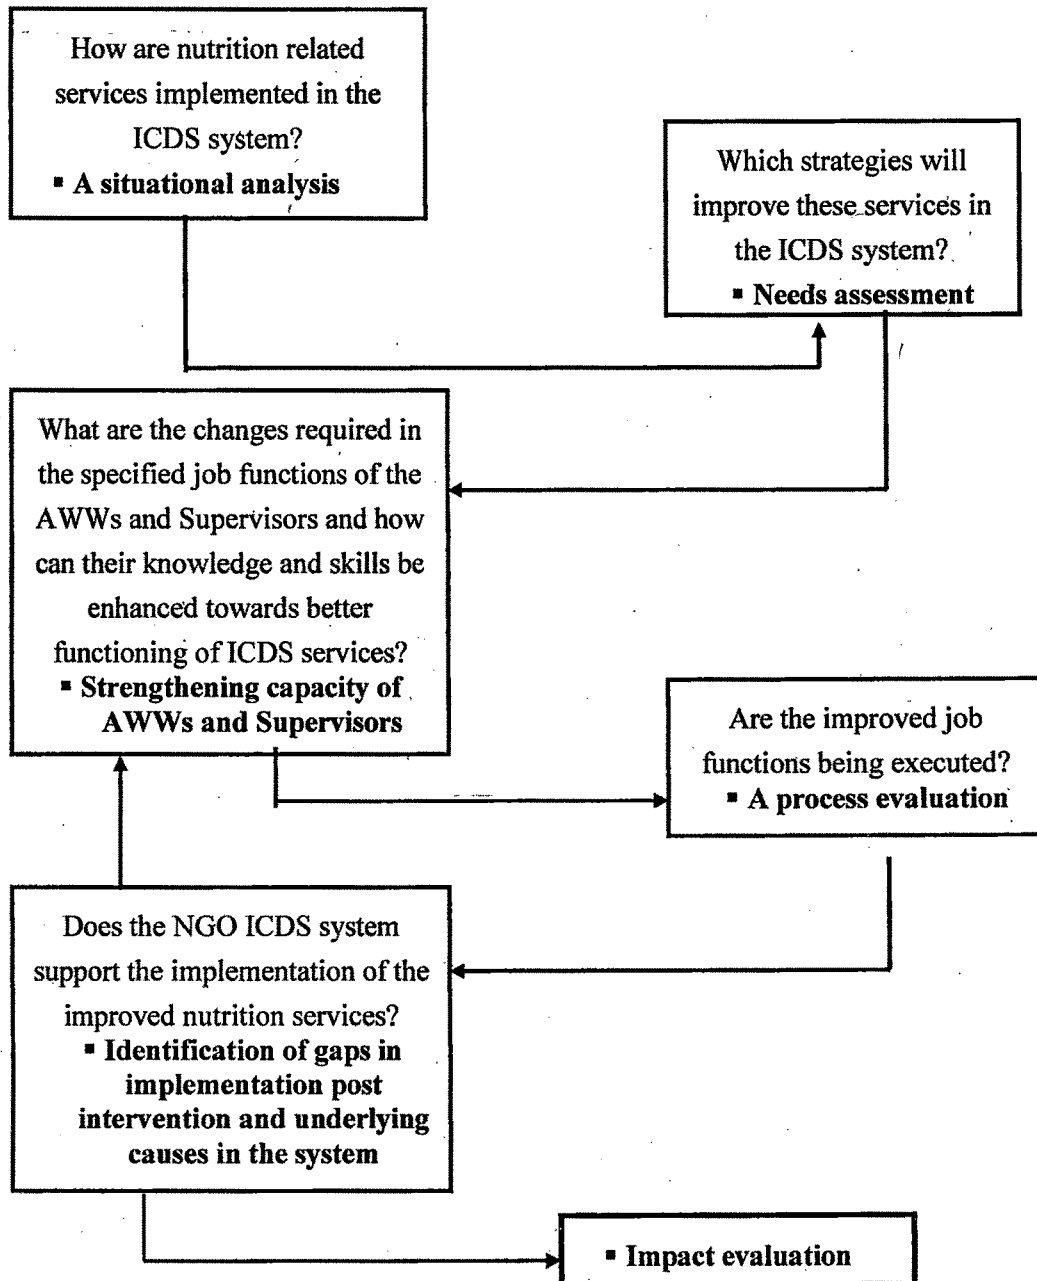 How are nutrition related
services implemented in the
ICDS system?
▪ A situational analysis
Which strategies will
improve these services in
the ICDS system?
▪ Needs assessment
What are the changes required in
the specified job functions of the
AWWs and Supervisors and how
can their knowledge and skills be
enhanced towards better
functioning of ICDS services?
▪ Strengthening capacity of
AWWs and Supervisors
Are the improved job
functions being executed?
▪ A process evaluation
Does the NGO ICDS system
support the implementation of the
improved nutrition services?
▪ Identification of gaps in
implementation post
intervention and underlying
causes in the system
▪ Impact evaluation